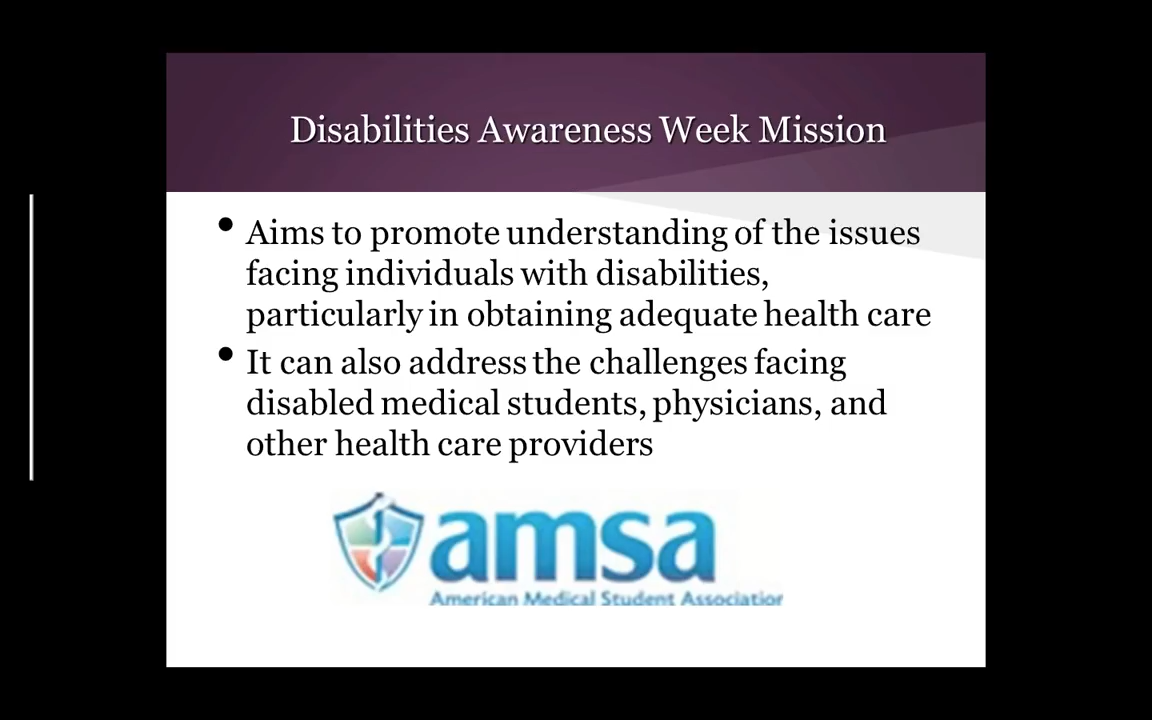 Disabilities Awareness Week Mission
• Aims to promote understanding of the issues
facing individuals with disabilities,
particularly in obtaining adequate health care
• It can also address the challenges facing
disabled medical students, physicians, and
other health care providers
amsa
American Medical Student Association